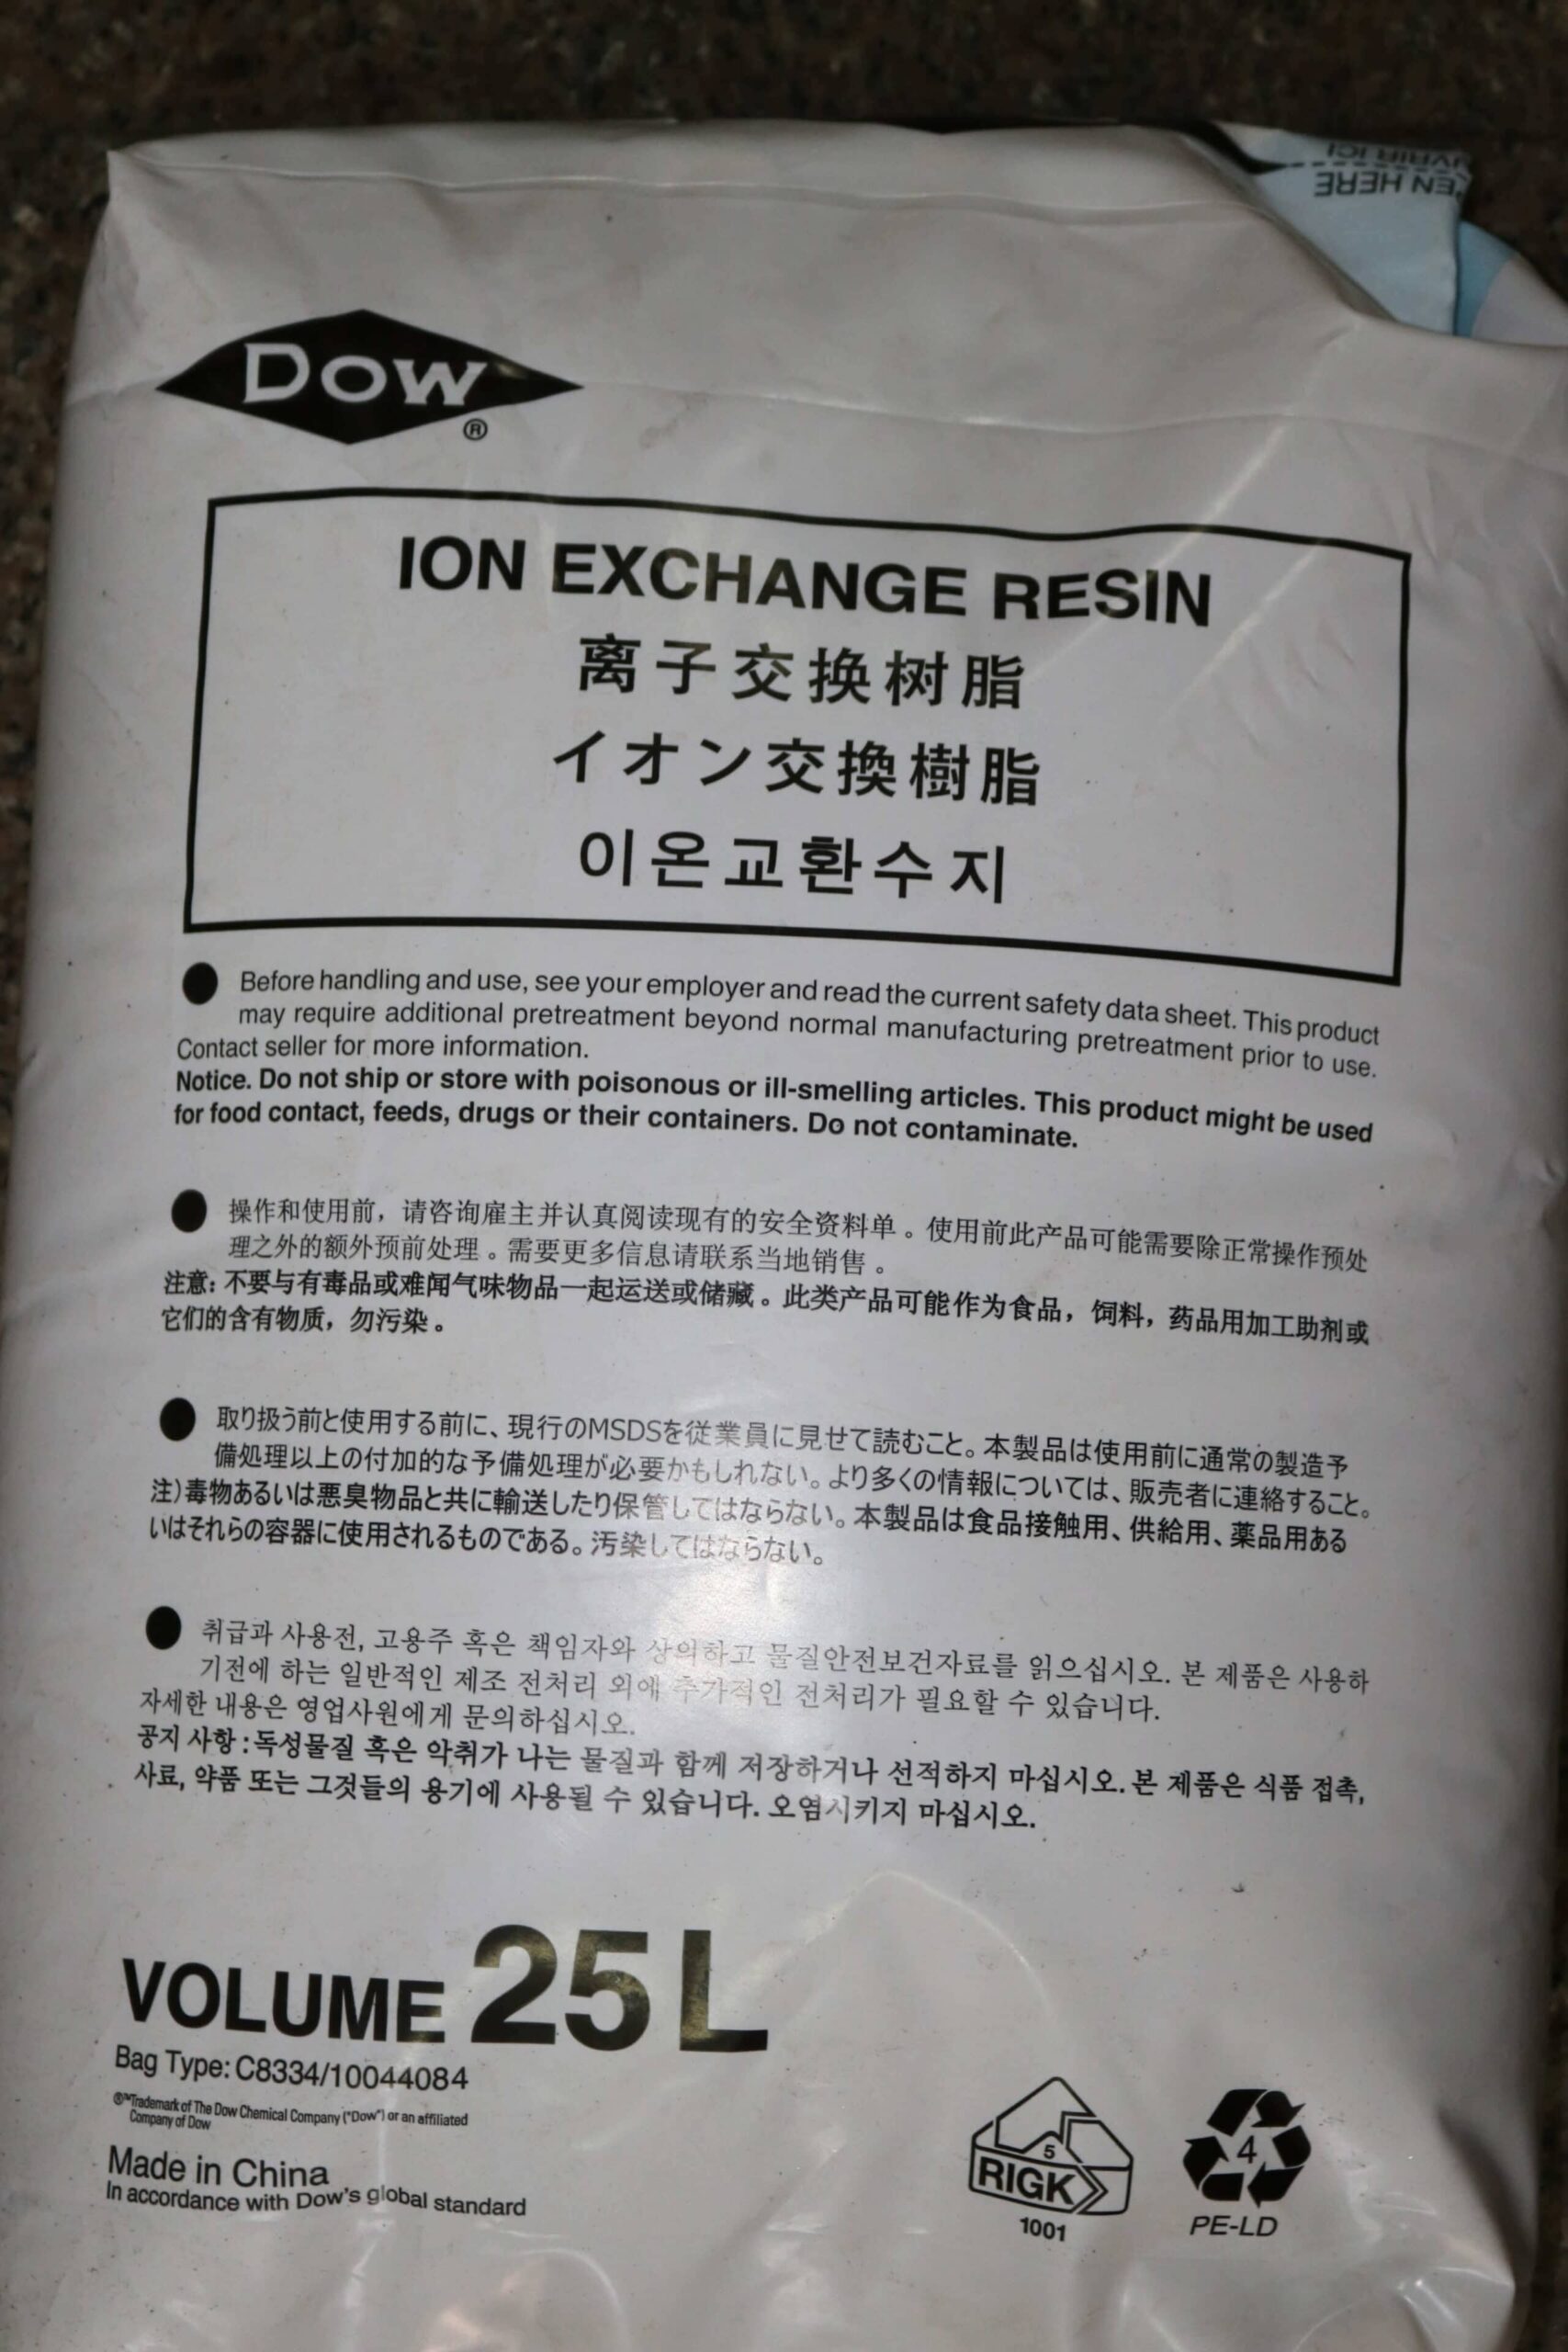 EN HERE
DOW
®
ION EXCHANGE RESIN
离子交换树脂
イオン交換樹脂
이온교환수지
● Before handling and use, see your employer and read the current safety data sheet. This product
may require additional pretreatment beyond normal manufacturing pretreatment prior to use.
Contact seller for more information.
Notice. Do not ship or store with poisonous or ill-smelling articles. This product might be used
for food contact, feeds, drugs or their containers. Do not contaminate.
● 操作和使用前，请咨询雇主并认真阅读现有的安全资料单。使用前此产品可能需要除正常操作预处
理之外的额外预前处理。需要更多信息请联系当地销售。
注意：不要与有毒品或难闻气味物品一起运送或储藏。此类产品可能作为食品，饲料，药品用加工助剂或
它们的含有物质，勿污染。
● 取り扱う前と使用する前に、現行のMSDSを従業員に見せて読むこと。本製品は使用前に通常の製造予
備処理以上の付加的な予備処理が必要かもしれない。より多くの情報については、販売者に連絡すること。
注）毒物あるいは悪臭物品と共に輸送したり保管してはならない。本製品は食品接触用、供給用、薬品用ある
いはそれらの容器に使用されるものである。汚染してはならない。
● 취급과 사용전, 고용주 혹은 책임자와 상의하고 물질안전보건자료를 읽으십시오. 본 제품은 사용하
기전에 하는 일반적인 제조 전처리 외에 추가적인 전처리가 필요할 수 있습니다.
자세한 내용은 영업사원에게 문의하십시오.
공지 사항 : 독성물질 혹은 악취가 나는 물질과 함께 저장하거나 선적하지 마십시오. 본 제품은 식품 접촉,
사료, 약품 또는 그것들의 용기에 사용될 수 있습니다. 오염시키지 마십시오.
VOLUME 25L
Bag Type: C8334/10044084
®™Trademark of The Dow Chemical Company ("Dow") or an affiliated
Company of Dow
Made in China
In accordance with Dow's global standard
5
RIGK
1001
4
PE-LD